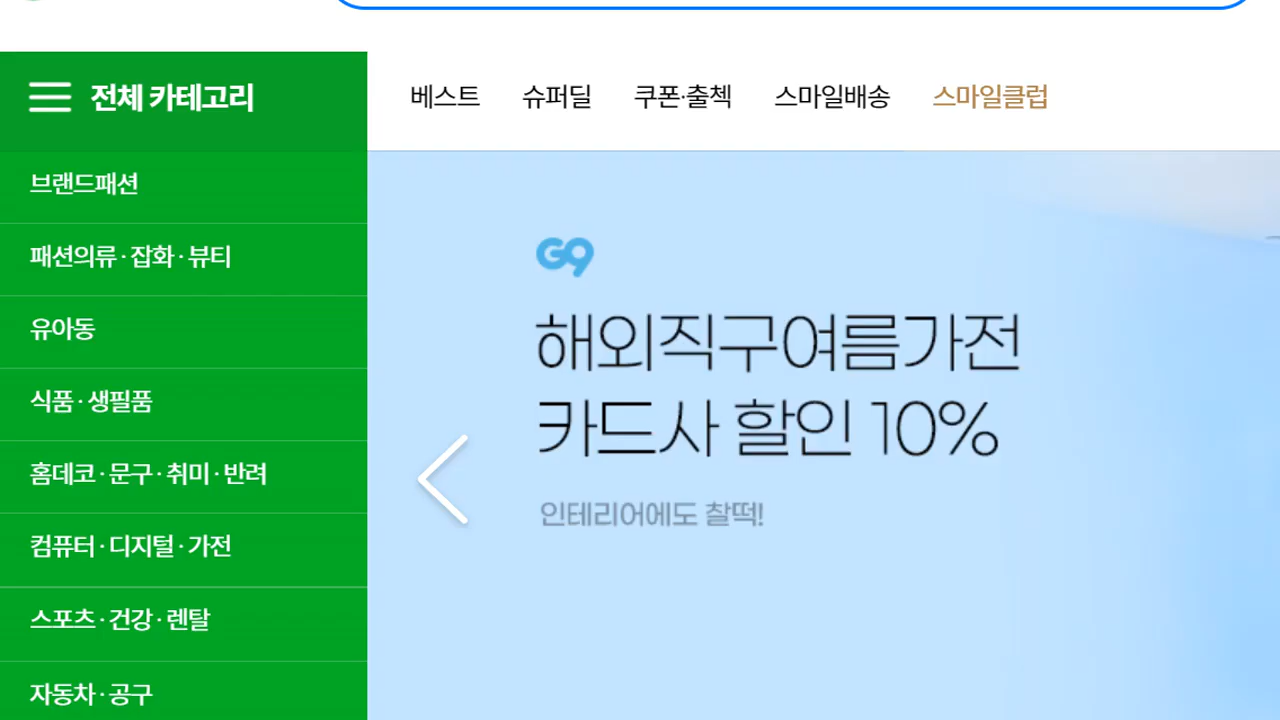 전체 카테고리
베스트 슈퍼딜 쿠폰·출첵 스마일배송 스마일클럽
브랜드패션
패션의류·잡화·뷰티
유아동
식품·생필품
홈데코·문구·취미·반려
컴퓨터·디지털·가전
스포츠·건강·렌탈
자동차·공구
G9
해외직구여름가전
카드사 할인 10%
인테리어에도 찰떡!